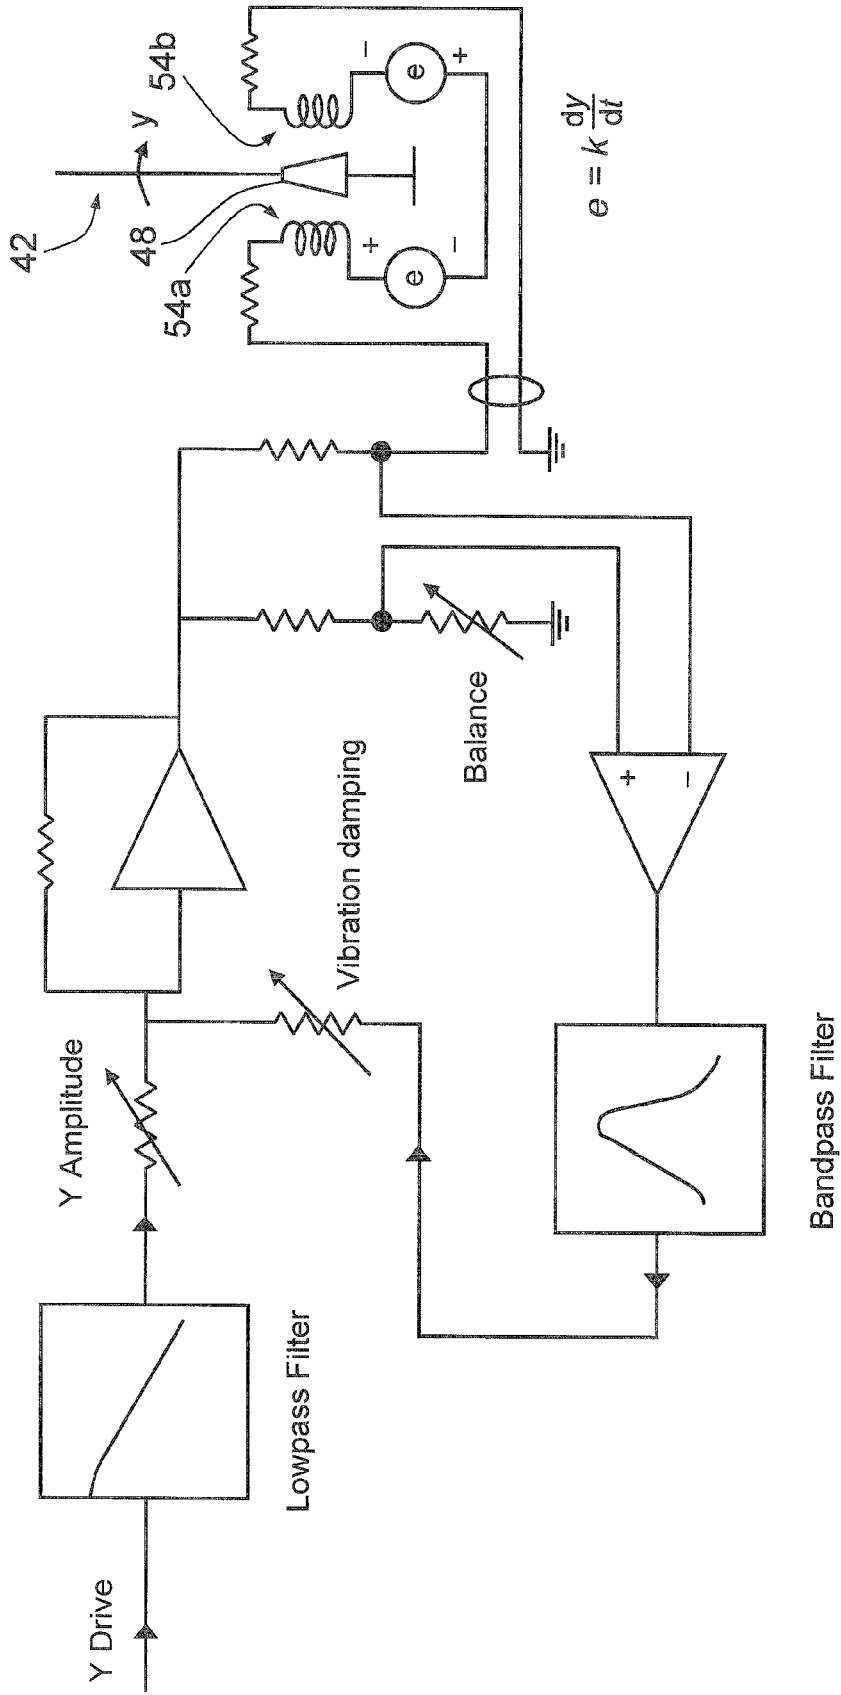 Y Drive
Lowpass Filter
Y Amplitude
Vibration damping
Balance
Bandpass Filter
+
−
42
y
48
54a
54b
+
e
−
−
e
+
e = k dy/dt